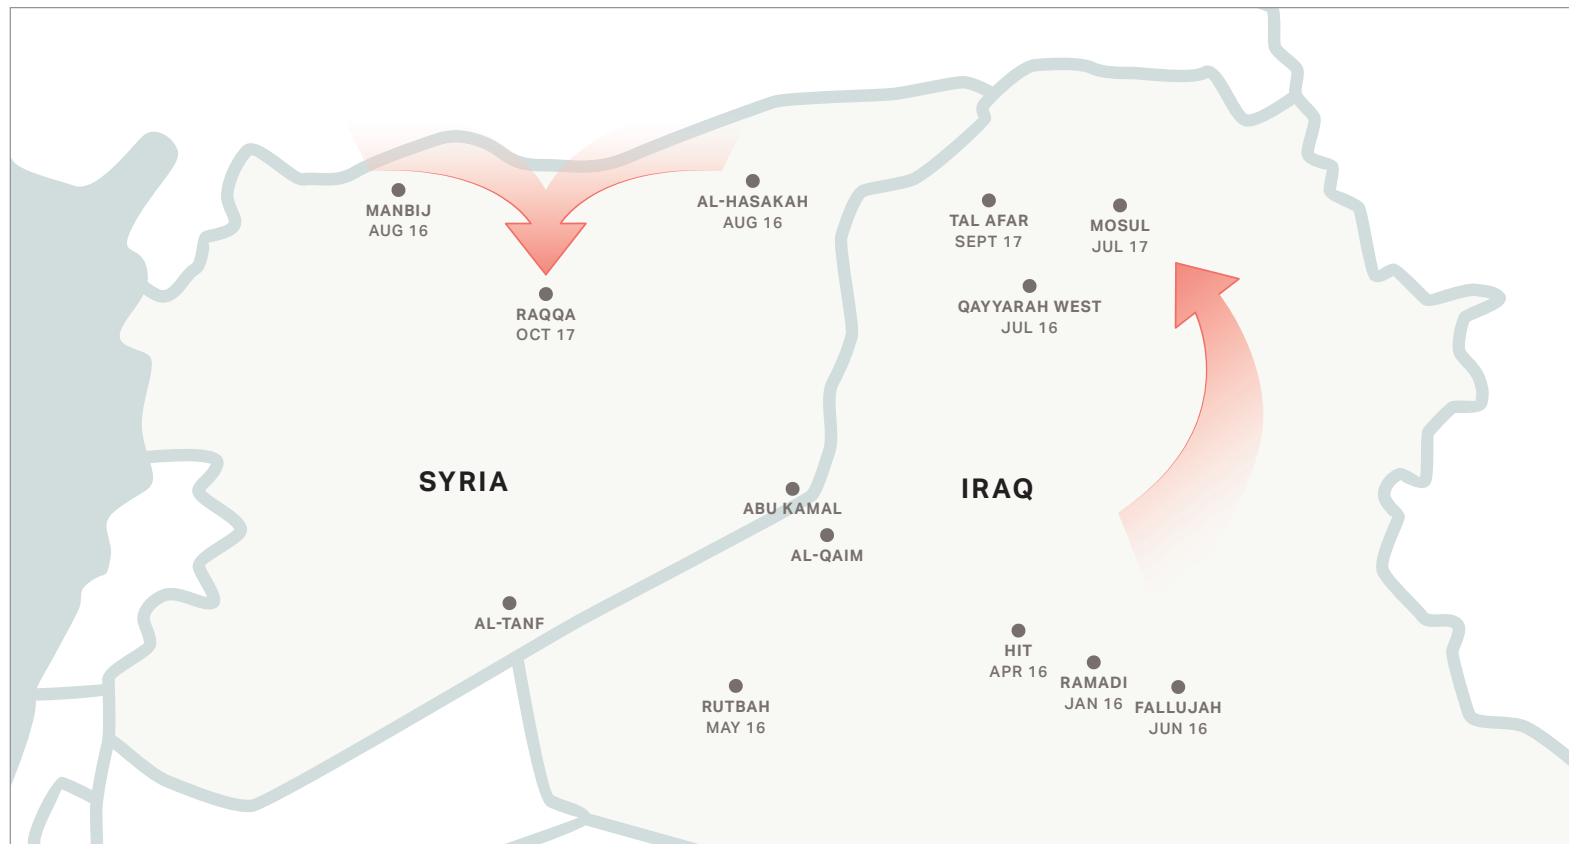 MANBIJ
AUG 16
AL-HASAKAH
AUG 16
RAQQA
OCT 17
TAL AFAR
SEPT 17
MOSUL
JUL 17
QAYYARAH WEST
JUL 16
SYRIA
IRAQ
ABU KAMAL
AL-QAIM
AL-TANF
RUTBAH
MAY 16
HIT
APR 16
RAMADI
JAN 16
FALLUJAH
JUN 16